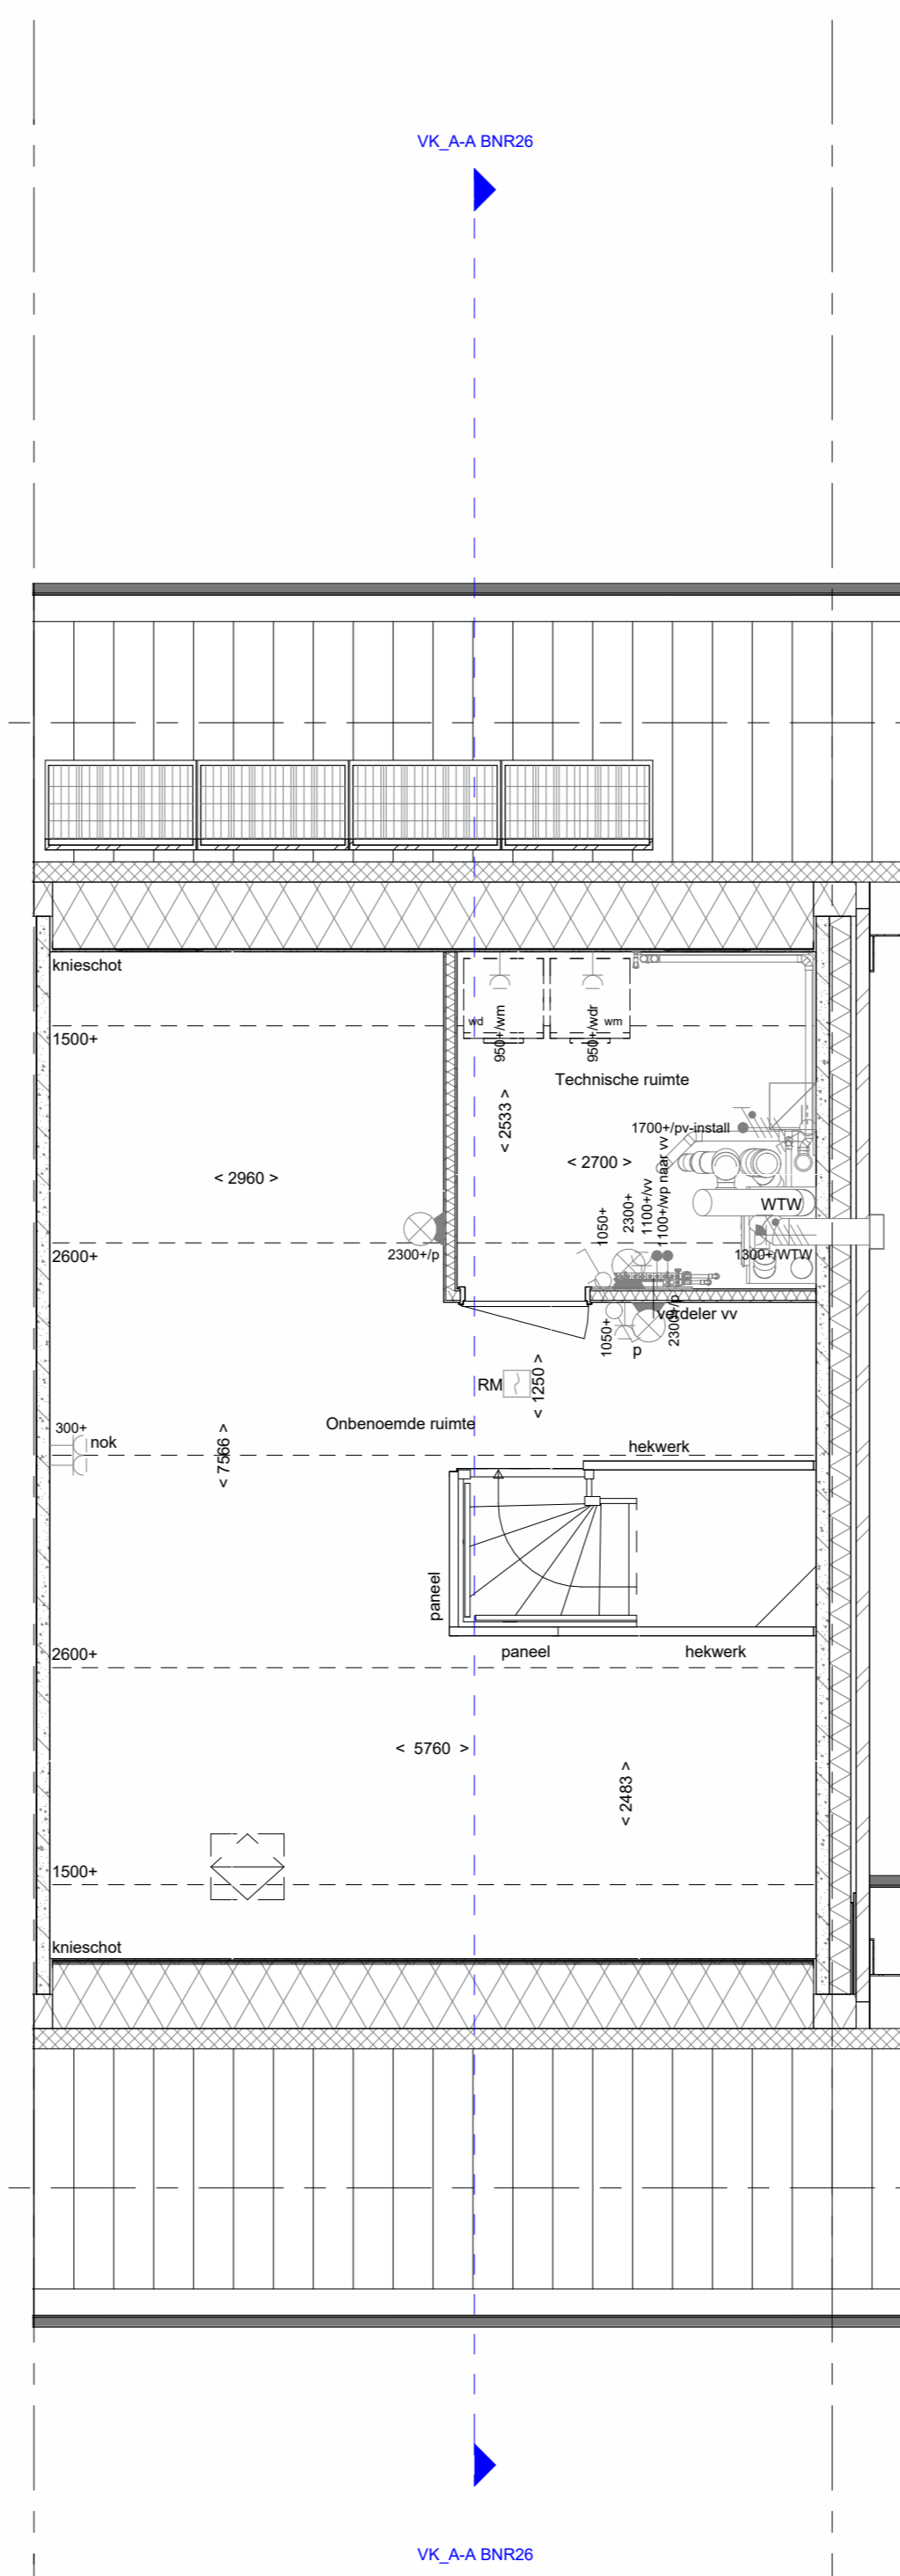 VK_A-A BNR26
knieschot
1500+
wd
950+/wm
950+/wdr
wm
Technische ruimte
< 2533 >
1700+/pv-install
< 2960 >
< 2700 >
1050+
2300+
1100+/vv
1100+/wp naar vv
WTW
2300+/p
2600+
1300+/WTW
verdeler vv
1050+
p
2300+/p
RM
< 1250 >
Onbenoemde ruimte
300+
nok
< 7566 >
hekwerk
paneel
2600+
paneel
hekwerk
< 5760 >
< 2483 >
1500+
knieschot
VK_A-A BNR26